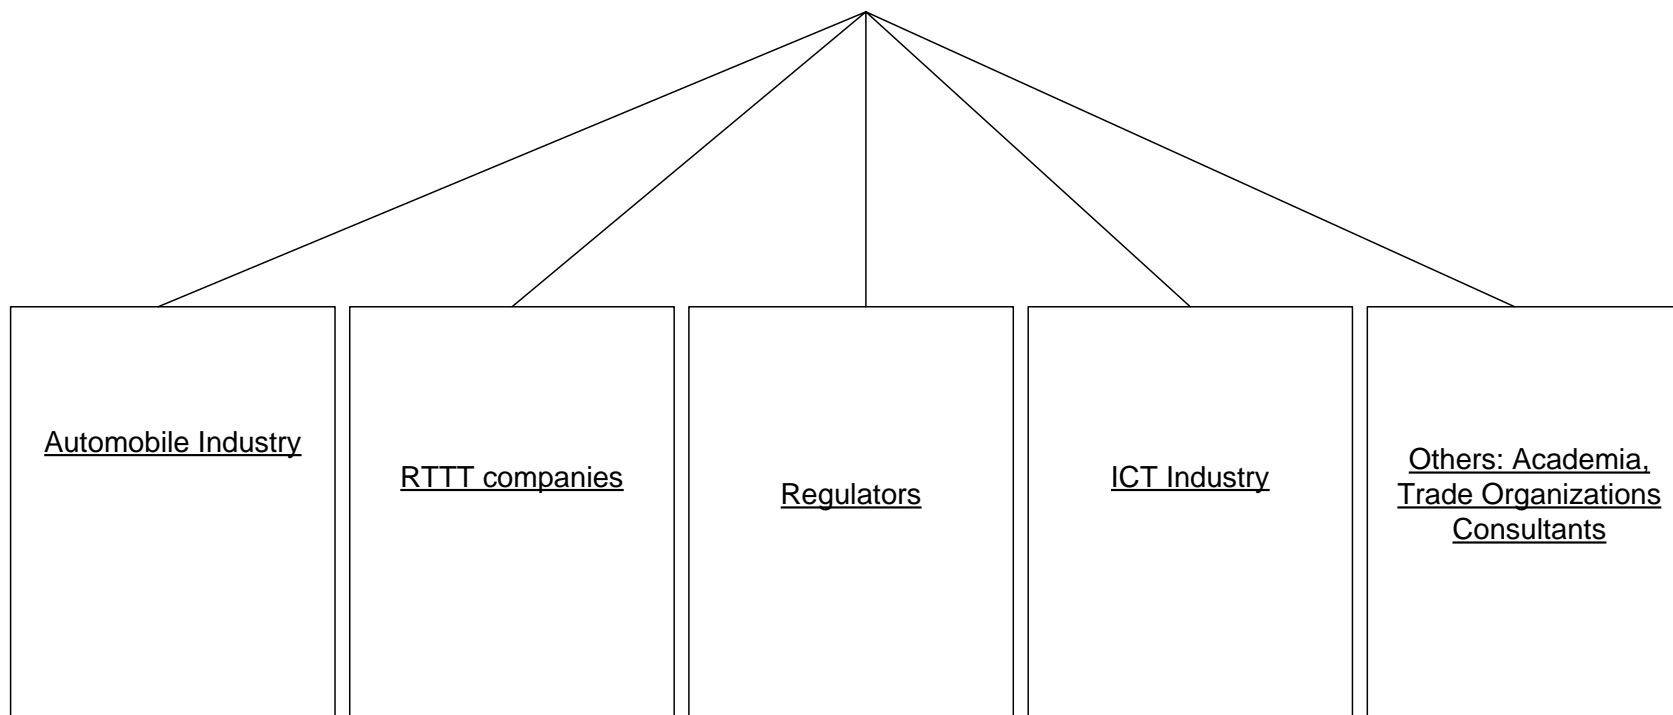 Automobile Industry
RTTT companies
Regulators
ICT Industry
Others: Academia,
Trade Organizations
Consultants